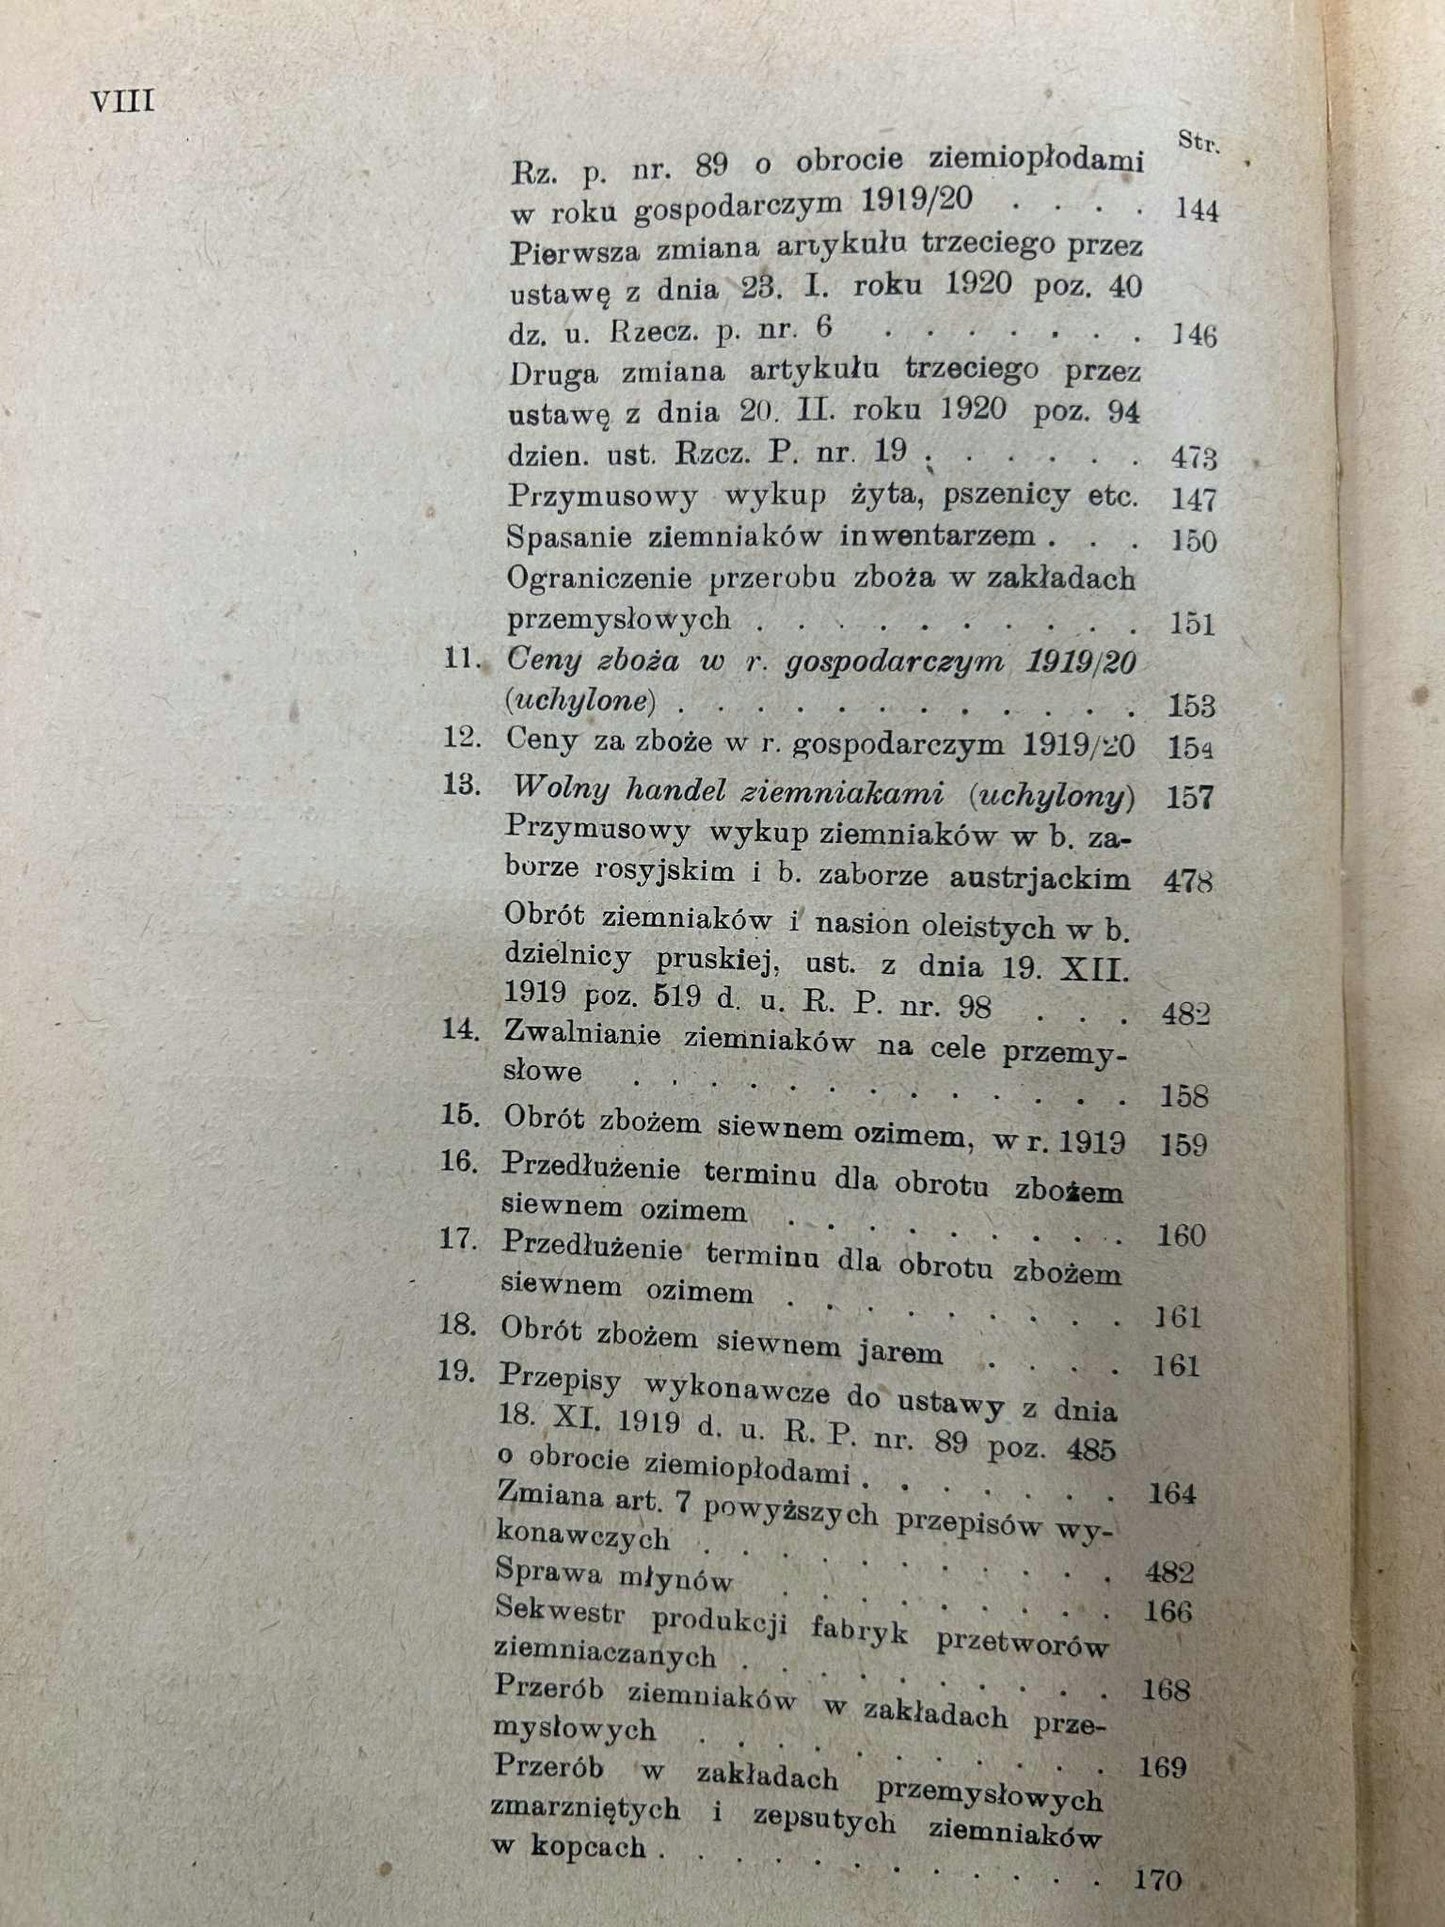 VIII
Str.
Rz. p. nr. 89 o obrocie ziemiopłodami
w roku gospodarczym 1919/20 . . . . 144
Pierwsza zmiana artykułu trzeciego przez
ustawę z dnia 23. I. roku 1920 poz. 40
dz. u. Rzecz. p. nr. 6 . . . . . . . 146
Druga zmiana artykułu trzeciego przez
ustawę z dnia 20. II. roku 1920 poz. 94
dzien. ust. Rzcz. P. nr. 19 . . . . . . 473
Przymusowy wykup żyta, pszenicy etc. 147
Spasanie ziemniaków inwentarzem . . . 150
Ograniczenie przerobu zboża w zakładach
przemysłowych . . . . . . . . . . 151
11. Ceny zboża w r. gospodarczym 1919/20
(uchylone) . . . . . . . . . . . . 153
12. Ceny za zboże w r. gospodarczym 1919/20 154
13. Wolny handel ziemniakami (uchylony) 157
Przymusowy wykup ziemniaków w b. za-
borze rosyjskim i b. zaborze austrjackim 478
Obrót ziemniaków i nasion oleistych w b.
dzielnicy pruskiej, ust. z dnia 19. XII.
1919 poz. 519 d. u. R. P. nr. 98 . . . 482
14. Zwalnianie ziemniaków na cele przemy-
słowe . . . . . . . . . . . . . 158
15. Obrót zbożem siewnem ozimem, w r. 1919 159
16. Przedłużenie terminu dla obrotu zbożem
siewnem ozimem . . . . . . . . . 160
17. Przedłużenie terminu dla obrotu zbożem
siewnem ozimem . . . . . . . . . 161
18. Obrót zbożem siewnem jarem . . . . 161
19. Przepisy wykonawcze do ustawy z dnia
18. XI. 1919 d. u. R. P. nr. 89 poz. 485
o obrocie ziemiopłodami . . . . . . . 164
Zmiana art. 7 powyższych przepisów wy-
konawczych . . . . . . . . . . . 482
Sprawa młynów . . . . . . . . . 166
Sekwestr produkcji fabryk przetworów
ziemniaczanych . . . . . . . . . . 168
Przerób ziemniaków w zakładach prze-
mysłowych . . . . . . . . . . . 169
Przerób w zakładach przemysłowych
zmarzniętych i zepsutych ziemniaków
w kopcach . . . . . . . . . . . . 170